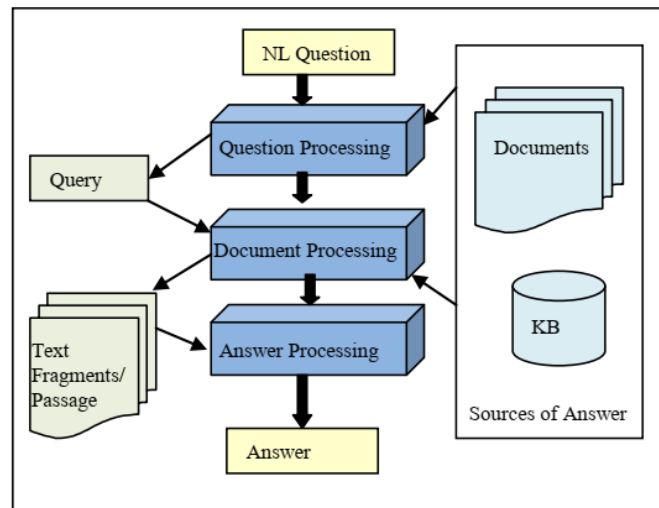 NL Question
Question Processing
Documents
Query
Document Processing
KB
Text
Fragments/
Passage
Answer Processing
Sources of Answer
Answer